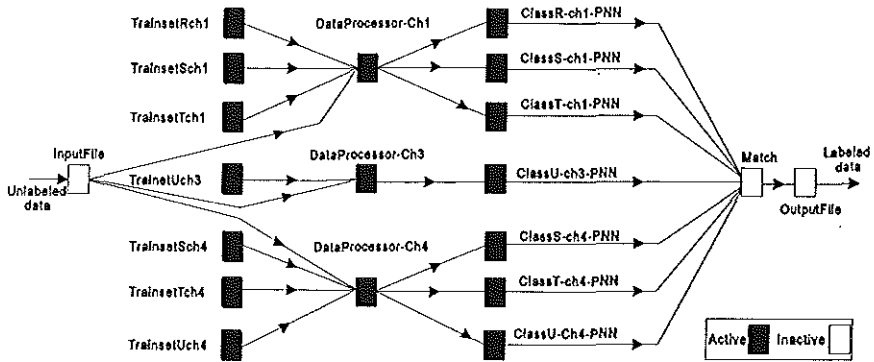 TrainsetRch1
DataProcessor-Ch1
ClassR-ch1-PNN
TrainsetSch1
ClassS-ch1-PNN
TrainsetTch1
ClassT-ch1-PNN
InputFile
Unlabeled
data
TrainetUch3
DataProcessor-Ch3
ClassU-ch3-PNN
Match
Labeled
data
OutputFile
TrainsetSch4
DataProcessor-Ch4
ClassS-ch4-PNN
TrainsetTch4
ClassT-ch4-PNN
TrainsetUch4
ClassU-Ch4-PNN
Active
Inactive